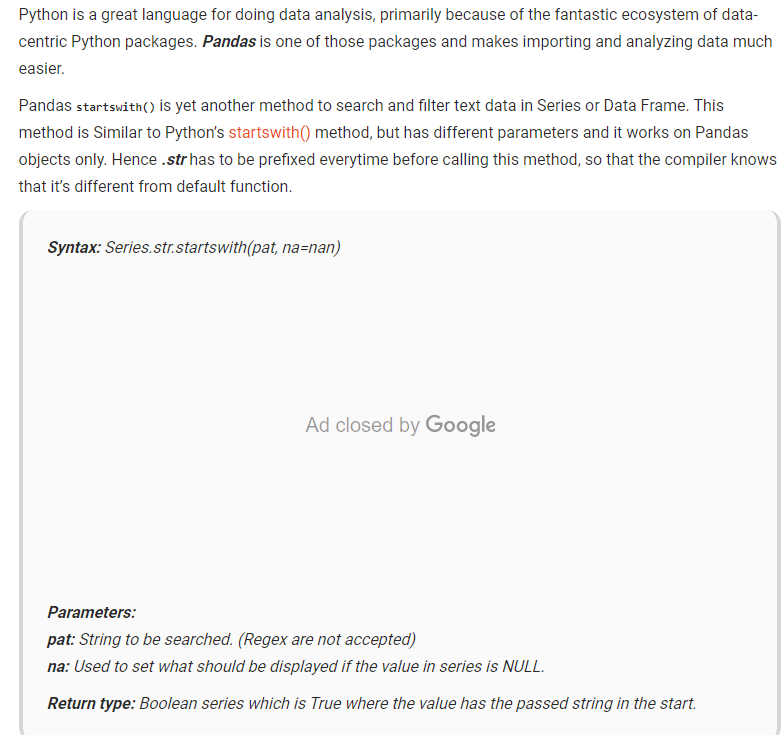 Python is a great language for doing data analysis, primarily because of the fantastic ecosystem of data-
centric Python packages. Pandas is one of those packages and makes importing and analyzing data much
easier.
Pandas startswith() is yet another method to search and filter text data in Series or Data Frame. This
method is Similar to Python's startswith() method, but has different parameters and it works on Pandas
objects only. Hence .str has to be prefixed everytime before calling this method, so that the compiler knows
that it's different from default function.
Syntax: Series.str.startswith(pat, na=nan)
Ad closed by Google
Parameters:
pat: String to be searched. (Regex are not accepted)
na: Used to set what should be displayed if the value in series is NULL.
Return type: Boolean series which is True where the value has the passed string in the start.